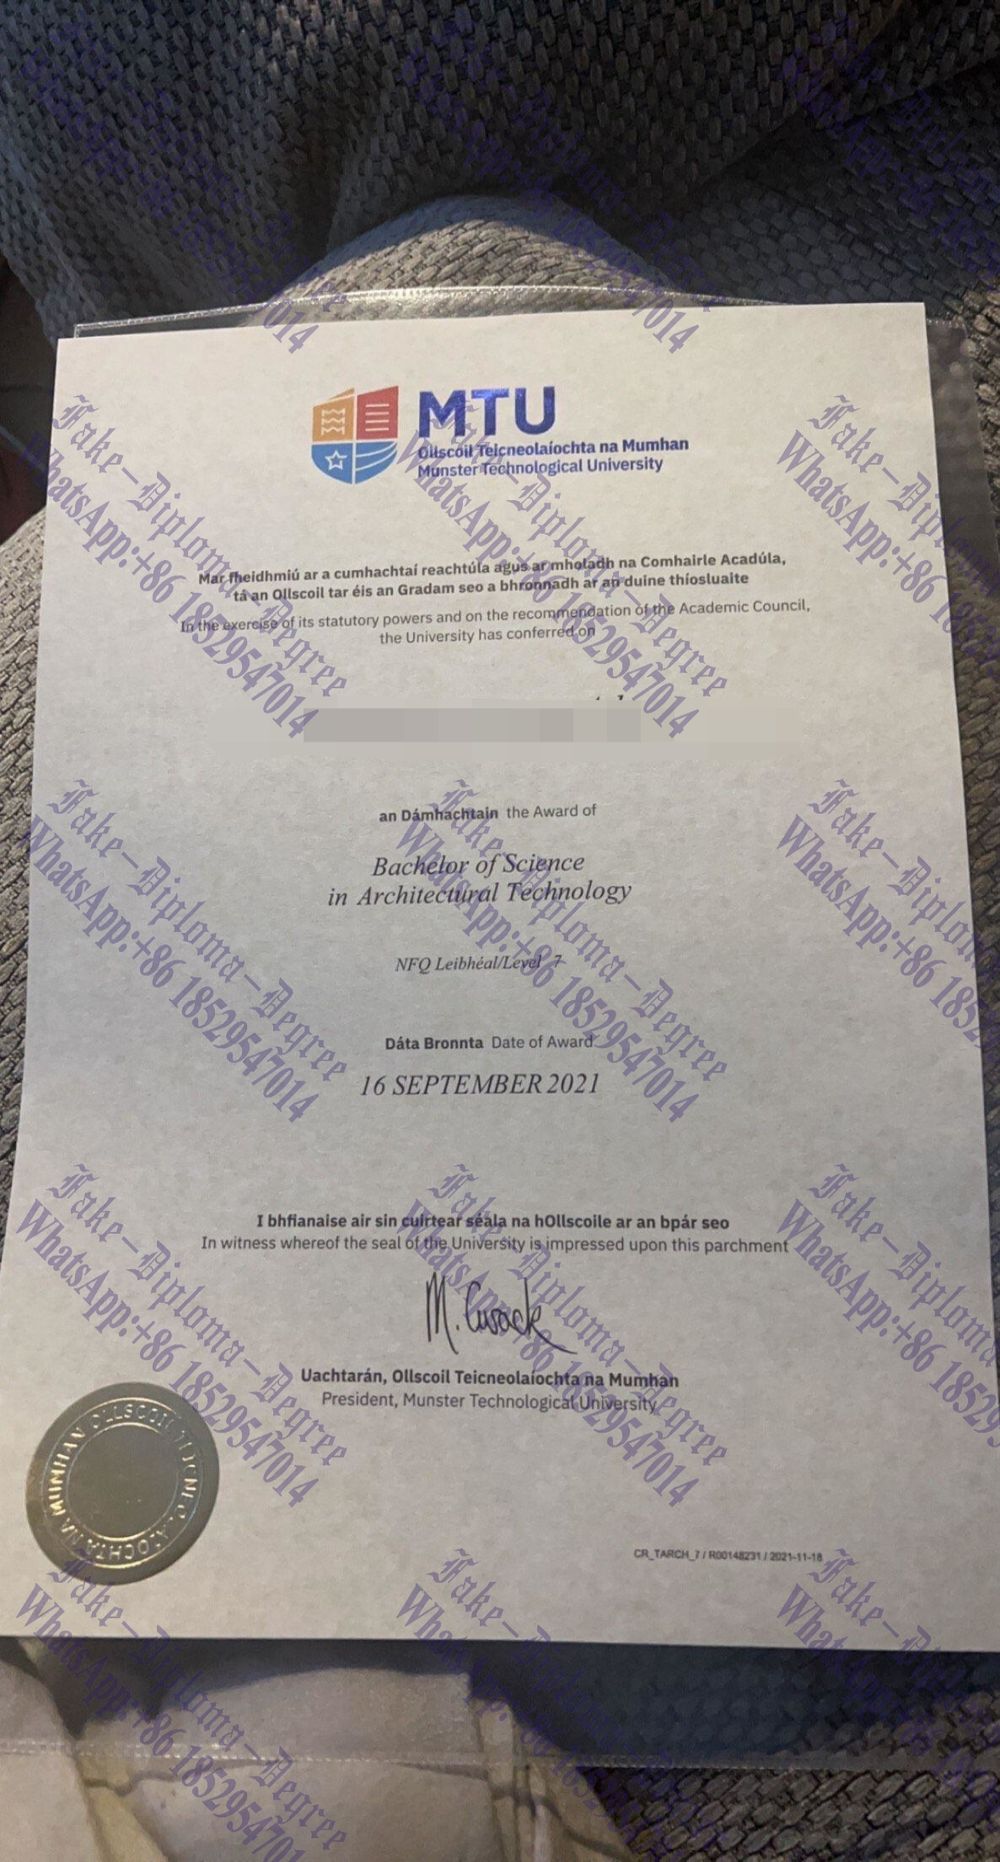 MTU
Ollscoil Teicneolaíochta na Mumhan
Munster Technological University
Mar fheidhmiú ar a cumhachtaí reachtúla agus ar mholadh na Comhairle Acadúla,
tá an Ollscoil tar éis an Gradam seo a bhronnadh ar an duine thíosluaite
In the exercise of its statutory powers and on the recommendation of the Academic Council,
the University has conferred on
an Dámhachtain the Award of
Bachelor of Science
in Architectural Technology
NFQ Leibhéal/Level 7
Dáta Bronnta Date of Award
16 SEPTEMBER 2021
I bhfianaise air sin cuirtear séala na hOllscoile ar an bpár seo
In witness whereof the seal of the University is impressed upon this parchment
M. Cusack
Uachtarán, Ollscoil Teicneolaíochta na Mumhan
President, Munster Technological University
OLLSCOIL TEICNEOLAÍOCHTA NA MUMHAN
CR_TARCH_7 / R00148231 / 2021-11-18
Fake-Diploma-Degree
WhatsApp:+86 18529547014